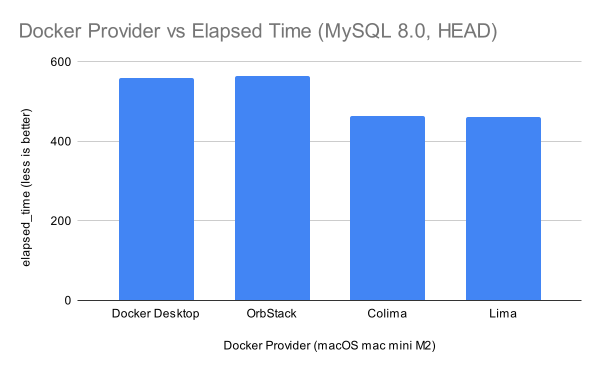 Docker Provider vs Elapsed Time (MySQL 8.0, HEAD)
elapsed_time (less is better)
600
400
200
0
Docker Desktop
OrbStack
Colima
Lima
Docker Provider (macOS mac mini M2)